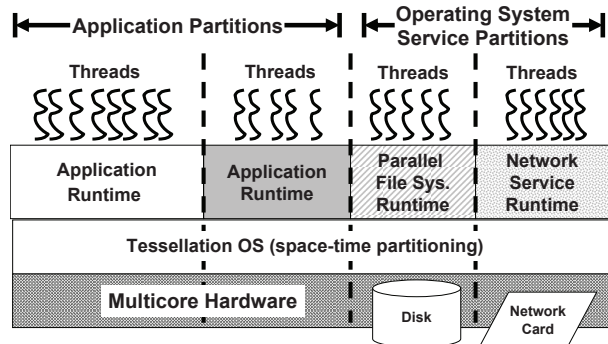 Application Partitions
Operating System
Service Partitions
Threads
Threads
Threads
Threads
Application
Runtime
Application
Runtime
Parallel
File Sys.
Runtime
Network
Service
Runtime
Tessellation OS (space-time partitioning)
Multicore Hardware
Disk
Network
Card